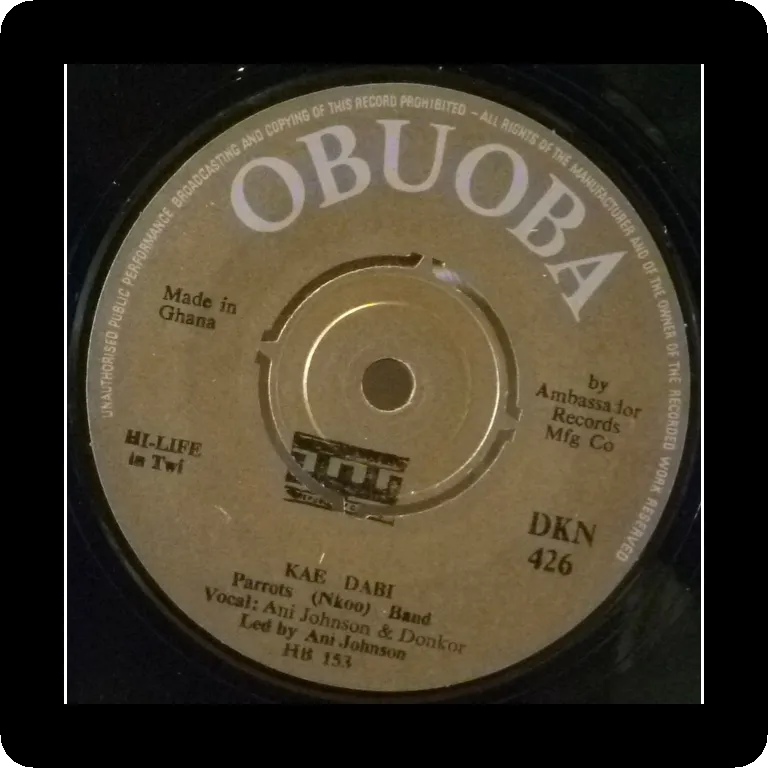 UNAUTHORISED PUBLIC PERFORMANCE BROADCASTING AND COPYING OF THIS RECORD PROHIBITED – ALL RIGHTS OF THE MANUFACTURER AND OF THE OWNER OF THE RECORDED WORK RESERVED
OBUOBA
Made in
Ghana
by
Ambassador
Records
Mfg Co
HI-LIFE
in Twi
DKN
426
KAE DABI
Parrots (Nkoo) Band
Vocal: Ani Johnson & Donkor
Led by Ani Johnson
HB 153